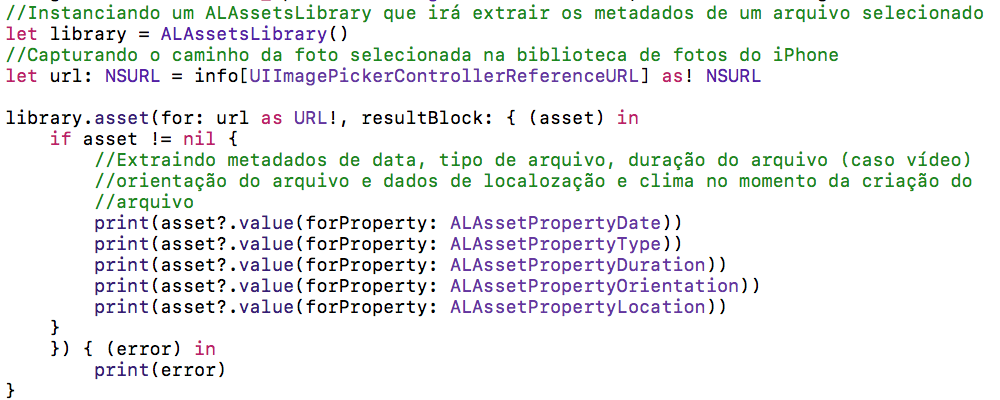 //Instanciando um ALAssetsLibrary que irá extrair os metadados de um arquivo selecionado
let library = ALAssetsLibrary()
//Capturando o caminho da foto selecionada na biblioteca de fotos do iPhone
let url: NSURL = info[UIImagePickerControllerReferenceURL] as! NSURL
library.asset(for: url as URL!, resultBlock: { (asset) in
if asset != nil {
//Extraindo metadados de data, tipo de arquivo, duração do arquivo (caso vídeo)
//orientação do arquivo e dados de localozação e clima no momento da criação do
//arquivo
print(asset?.value(forProperty: ALAssetPropertyDate))
print(asset?.value(forProperty: ALAssetPropertyType))
print(asset?.value(forProperty: ALAssetPropertyDuration))
print(asset?.value(forProperty: ALAssetPropertyOrientation))
print(asset?.value(forProperty: ALAssetPropertyLocation))
}
}) { (error) in
print(error)
}